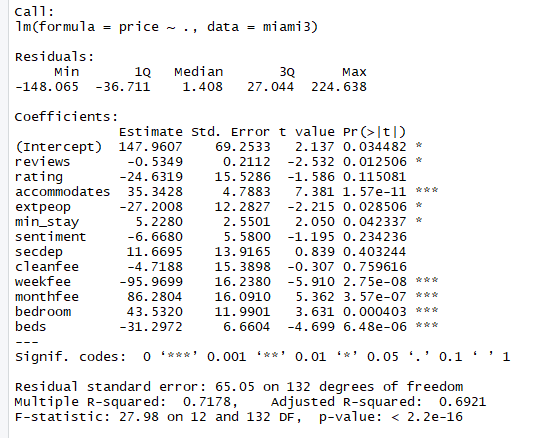 Call:
lm(formula = price ~ ., data = miami3)
Residuals:
Min 1Q Median 3Q Max
-148.065 -36.711 1.408 27.044 224.638
Coefficients:
Estimate Std. Error t value Pr(>|t|)
(Intercept) 147.9607 69.2533 2.137 0.034482 *
reviews -0.5349 0.2112 -2.532 0.012506 *
rating -24.6319 15.5286 -1.586 0.115081
accommodates 35.3428 4.7883 7.381 1.57e-11 ***
extpeop -27.2008 12.2827 -2.215 0.028506 *
min_stay 5.2280 2.5501 2.050 0.042337 *
sentiment -6.6680 5.5800 -1.195 0.234236
secdep 11.6695 13.9165 0.839 0.403244
cleanfee -4.7188 15.3898 -0.307 0.759616
weekfee -95.9699 16.2380 -5.910 2.75e-08 ***
monthfee 86.2804 16.0910 5.362 3.57e-07 ***
bedroom 43.5320 11.9901 3.631 0.000403 ***
beds -31.2972 6.6604 -4.699 6.48e-06 ***
---
Signif. codes: 0 ‘***’ 0.001 ‘**’ 0.01 ‘*’ 0.05 ‘.’ 0.1 ‘ ’ 1
Residual standard error: 65.05 on 132 degrees of freedom
Multiple R-squared: 0.7178, Adjusted R-squared: 0.6921
F-statistic: 27.98 on 12 and 132 DF, p-value: < 2.2e-16